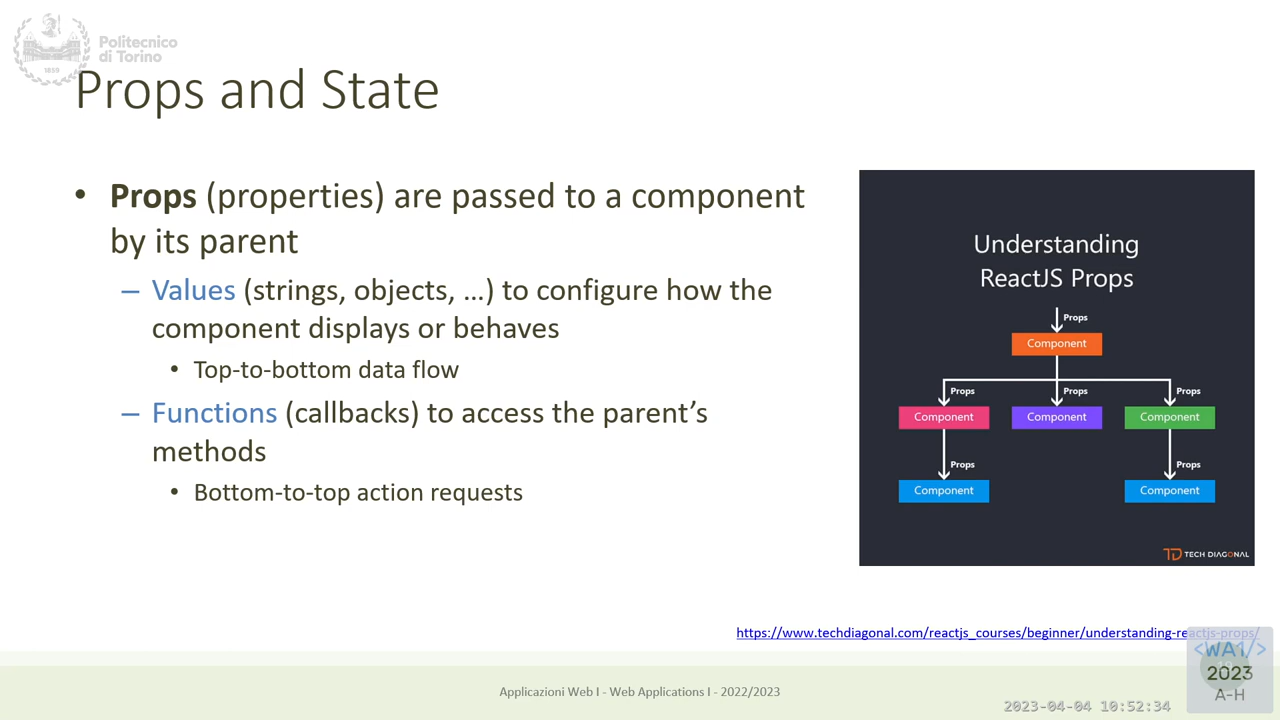 Politecnico
di Torino
1859
Props and State
• Props (properties) are passed to a component
by its parent
– Values (strings, objects, …) to configure how the
component displays or behaves
• Top-to-bottom data flow
– Functions (callbacks) to access the parent's
methods
• Bottom-to-top action requests
Understanding
ReactJS Props
Props
Component
Props
Props
Props
Component
Component
Component
Props
Props
Component
Component
TD TECH DIAGONAL
https://www.techdiagonal.com/reactjs_courses/beginner/understanding-reactjs-props/
Applicazioni Web I - Web Applications I - 2022/2023
2023-04-04 10:52:34
<WA1/>
2023
A-H